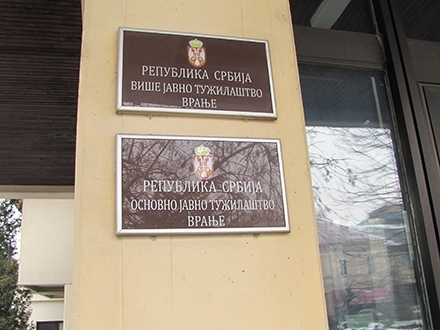 РЕПУБЛИКА СРБИЈА
ВИШЕ ЈАВНО ТУЖИЛАШТВО
ВРАЊЕ
РЕПУБЛИКА СРБИЈА
ОСНОВНО ЈАВНО ТУЖИЛАШТВО
ВРАЊЕ